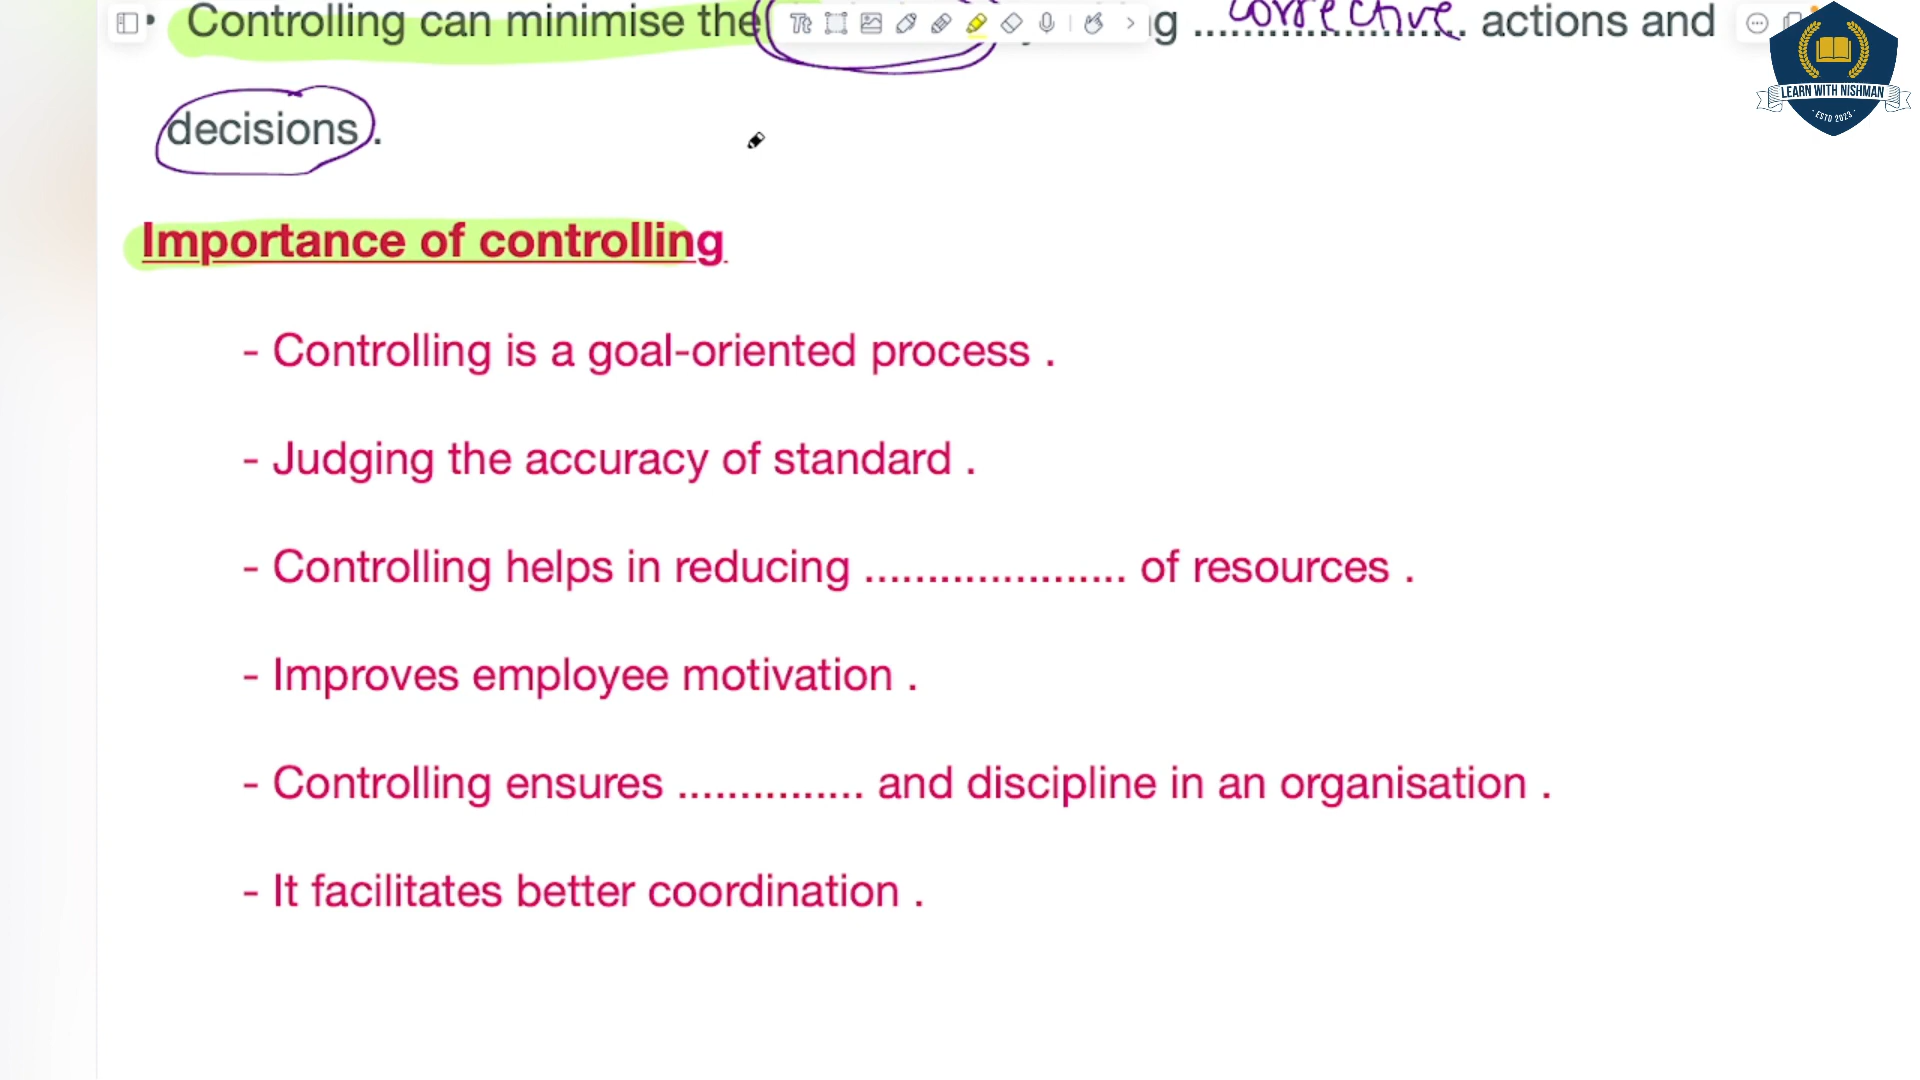 • Controlling can minimise the g corrective actions and
decisions .
Importance of controlling
- Controlling is a goal-oriented process .
- Judging the accuracy of standard .
- Controlling helps in reducing ..................... of resources .
- Improves employee motivation .
- Controlling ensures ............... and discipline in an organisation .
- It facilitates better coordination .
LEARN WITH NISHMAN
· ESTD 2023 ·